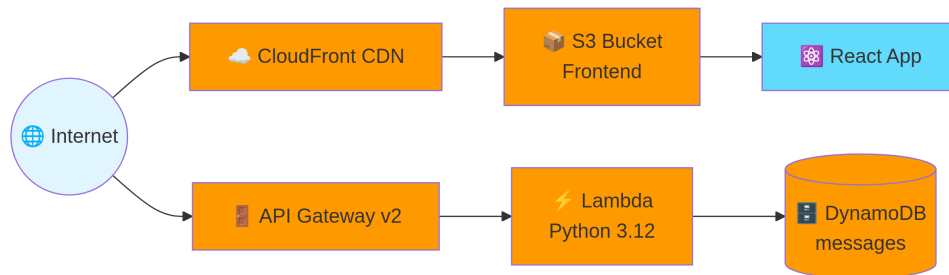 ☁️ CloudFront CDN
📦 S3 Bucket
Frontend
⚛️ React App
🌐 Internet
🚪 API Gateway v2
⚡ Lambda
Python 3.12
🗄️ DynamoDB
messages